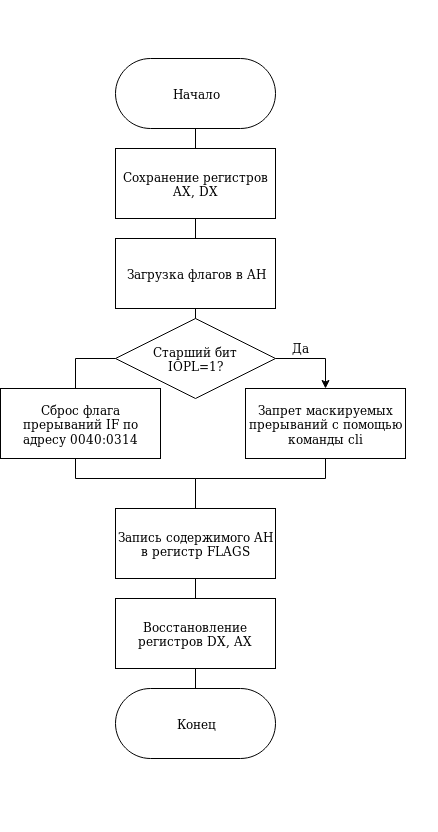 Начало
Сохранение регистров
AX, DX
Загрузка флагов в AH
Старший бит
IOPL=1?
Да
Сброс флага
прерываний IF по
адресу 0040:0314
Запрет маскируемых
прерываний с помощью
команды cli
Запись содержимого AH
в регистр FLAGS
Восстановление
регистров DX, AX
Конец